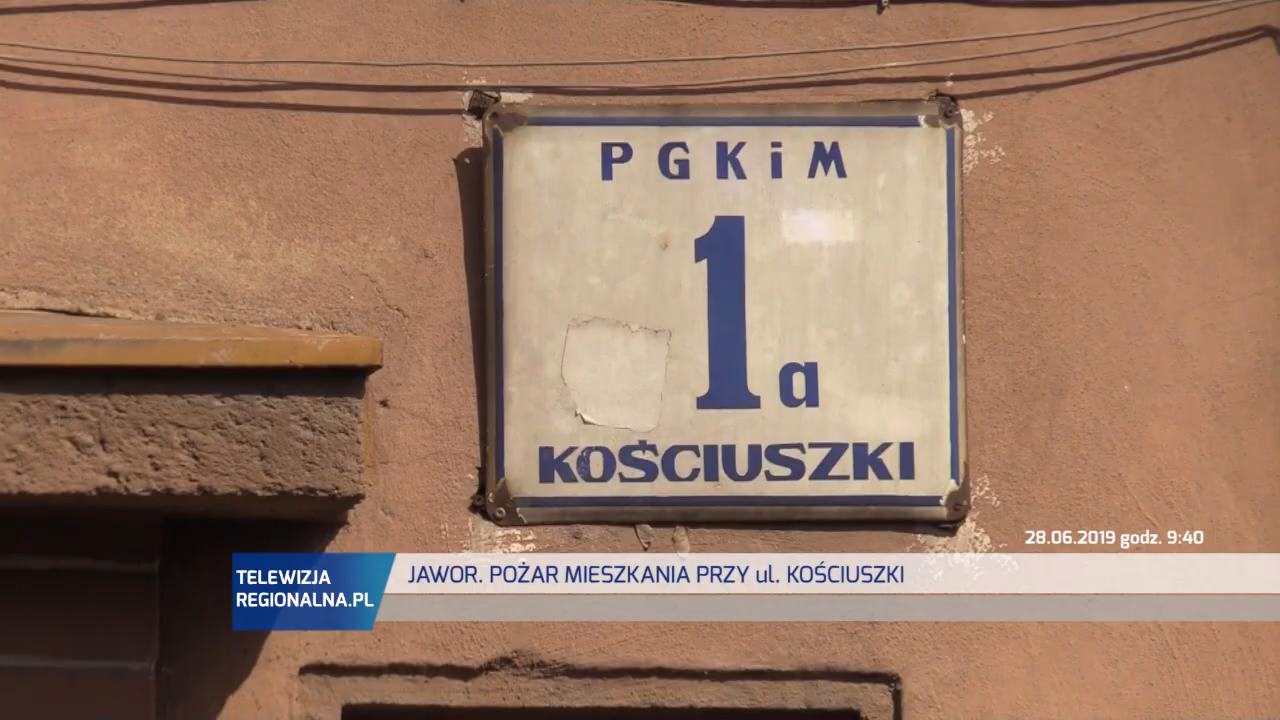 PGKiM
1a
KOŚCIUSZKI
28.06.2019 godz. 9:40
TELEWIZJA
REGIONALNA.PL
JAWOR. POŻAR MIESZKANIA PRZY ul. KOŚCIUSZKI